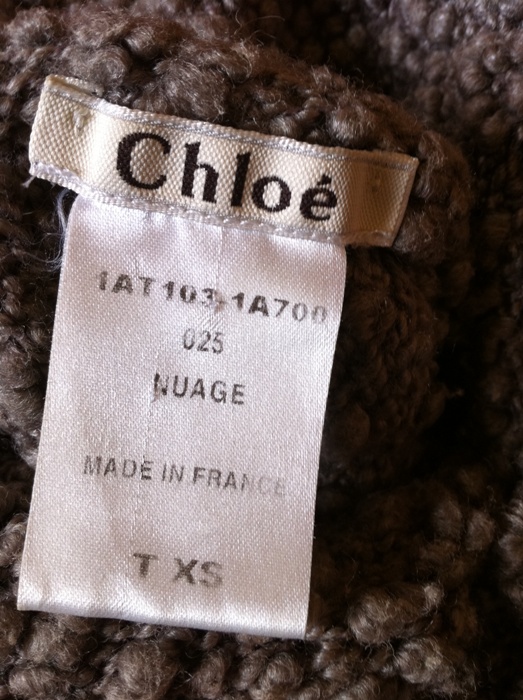 Chloé
1AT103-1A700
025
NUAGE
MADE IN FRANCE
T XS